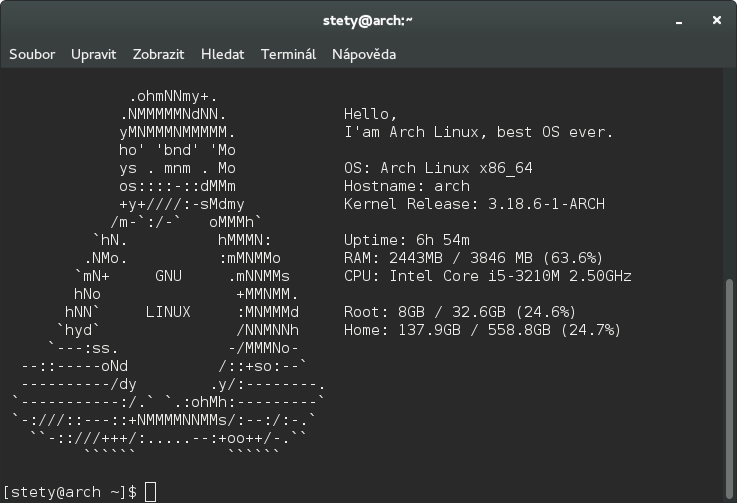 stety@arch:~
Soubor Upravit Zobrazit Hledat Terminál Nápověda
.ohmNNmy+.
.NMMMMMNdNN. Hello,
yMNMMMNMMMMM. I'am Arch Linux, best OS ever.
ho' 'bnd' 'Mo
ys . mnm . Mo OS: Arch Linux x86_64
os::::-::dMMm Hostname: arch
+y+////:-sMdmy Kernel Release: 3.18.6-1-ARCH
/m-`:/-` oMMMh`
`hN. hMMMN: Uptime: 6h 54m
.NMo. :mMNMMo RAM: 2443MB / 3846 MB (63.6%)
`mN+ GNU .mNNMMs CPU: Intel Core i5-3210M 2.50GHz
hNo +MMNMM.
hNN` LINUX :MNMMMd Root: 8GB / 32.6GB (24.6%)
`hyd` /NNMNNh Home: 137.9GB / 558.8GB (24.7%)
`---:ss. -/MMMNo-
--::-----oNd /::+so:--`
----------/dy .y/:--------.
`-----------:/.` `.:ohMh:---------`
`-:///::---::+NMMMMNNMMs/:--:/:-.`
``-:::///+++/:.....--:+oo++/-.``
`````` ``````
[stety@arch ~]$